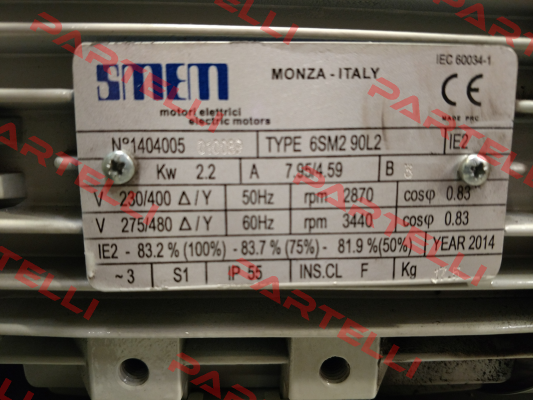 SMEM
motori elettrici
electric motors
MONZA - ITALY
IEC 60034-1
CE
MADE PRC
N°1404005 TYPE 6SM2 90L2 IE2
Kw 2.2 A 7.95/4.59 B 3
V 230/400 Δ/Y 50Hz rpm 2870 cosφ 0.83
V 275/480 Δ/Y 60Hz rpm 3440 cosφ 0.83
IE2 - 83.2 % (100%) - 83.7 % (75%) - 81.9 %(50%) YEAR 2014
~3 S1 IP 55 INS.CL F Kg
PARTELLI
PARTELLI
PARTELLI
PARTELLI